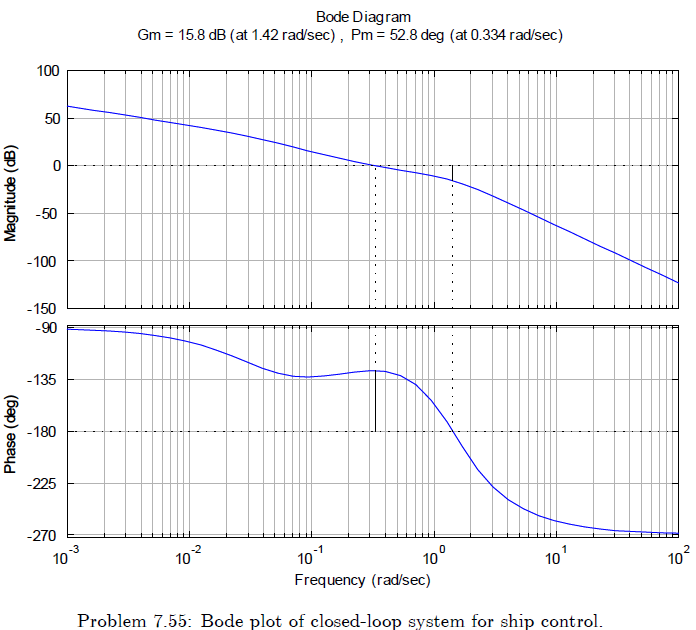 Bode Diagram
Gm = 15.8 dB (at 1.42 rad/sec) , Pm = 52.8 deg (at 0.334 rad/sec)
100
50
0
-50
-100
-150
Magnitude (dB)
-90
-135
-180
-225
-270
Phase (deg)
10^-3 10^-2 10^-1 10^0 10^1 10^2
Frequency (rad/sec)
Problem 7.55: Bode plot of closed-loop system for ship control.